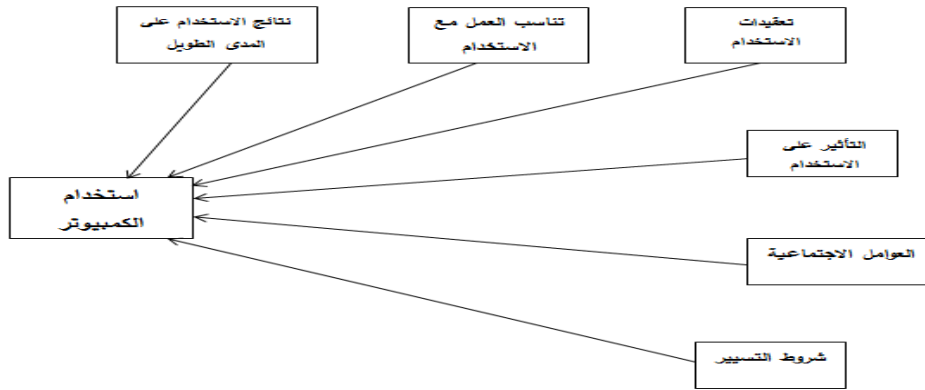 تعقيدات
الاستخدام
تناسب العمل مع
الاستخدام
نتائج الاستخدام على
المدى الطويل
التأثير على
الاستخدام
استخدام
الكمبيوتر
العوامل الاجتماعية
شروط التسيير